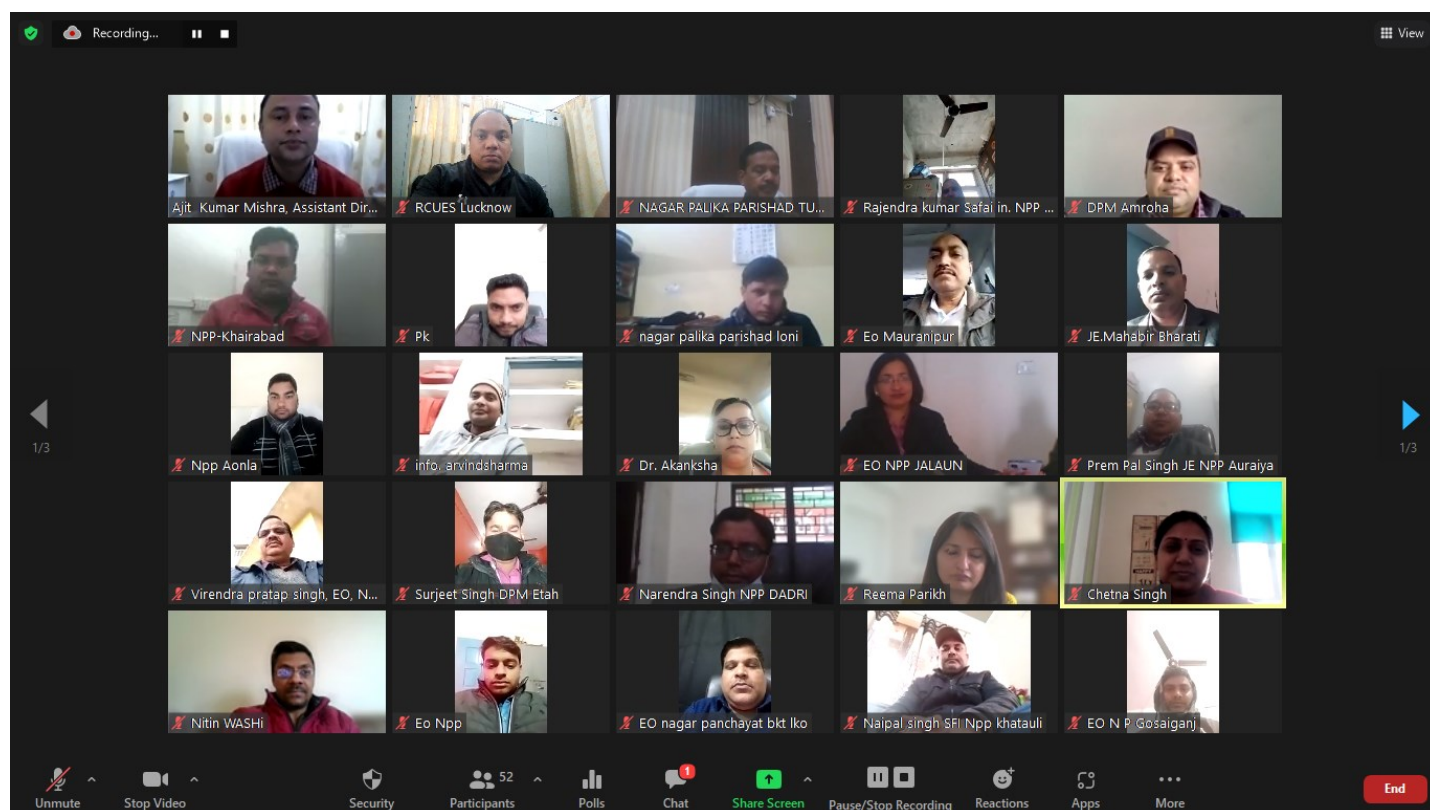 Recording...
View
Ajit Kumar Mishra, Assistant Dir...
RCUES Lucknow
NAGAR PALIKA PARISHAD TU...
Rajendra kumar Safai in. NPP ...
DPM Amroha
NPP-Khairabad
Pk
nagar palika parishad loni
Eo Mauranipur
JE.Mahabir Bharati
1/3
1/3
Npp Aonla
info. arvindsharma
Dr. Akanksha
EO NPP JALAUN
Prem Pal Singh JE NPP Auraiya
Virendra pratap singh, EO, N...
Surjeet Singh DPM Etah
Narendra Singh NPP DADRI
Reema Parikh
Chetna Singh
Nitin WASHi
Eo Npp
EO nagar panchayat bkt lko
Naipal singh SFI Npp khatauli
EO N P Gosaiganj
52
1
Unmute
Stop Video
Security
Participants
Polls
Chat
Share Screen
Pause/Stop Recording
Reactions
Apps
More
End